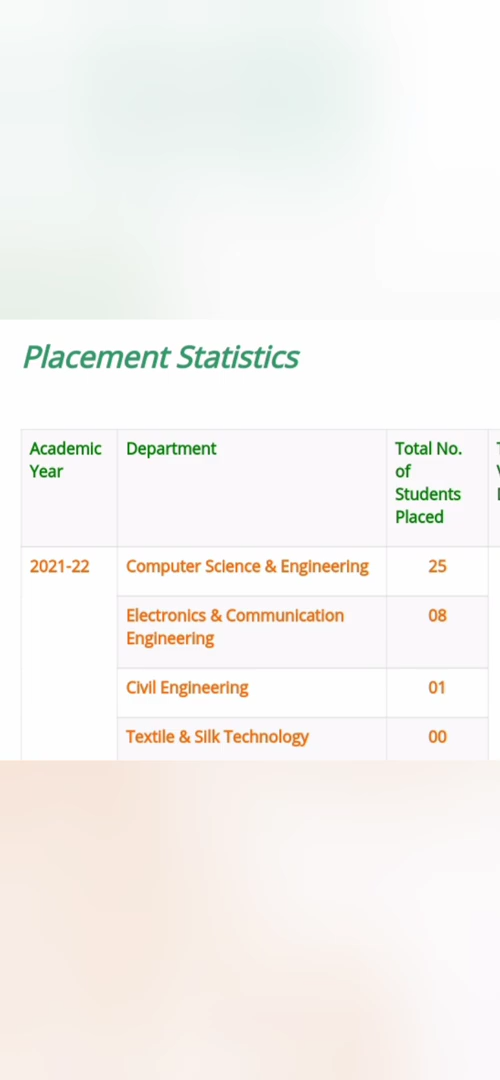 Placement Statistics
Academic Year
Department
Total No. of Students Placed
2021-22
Computer Science & Engineering
25
Electronics & Communication Engineering
08
Civil Engineering
01
Textile & Silk Technology
00